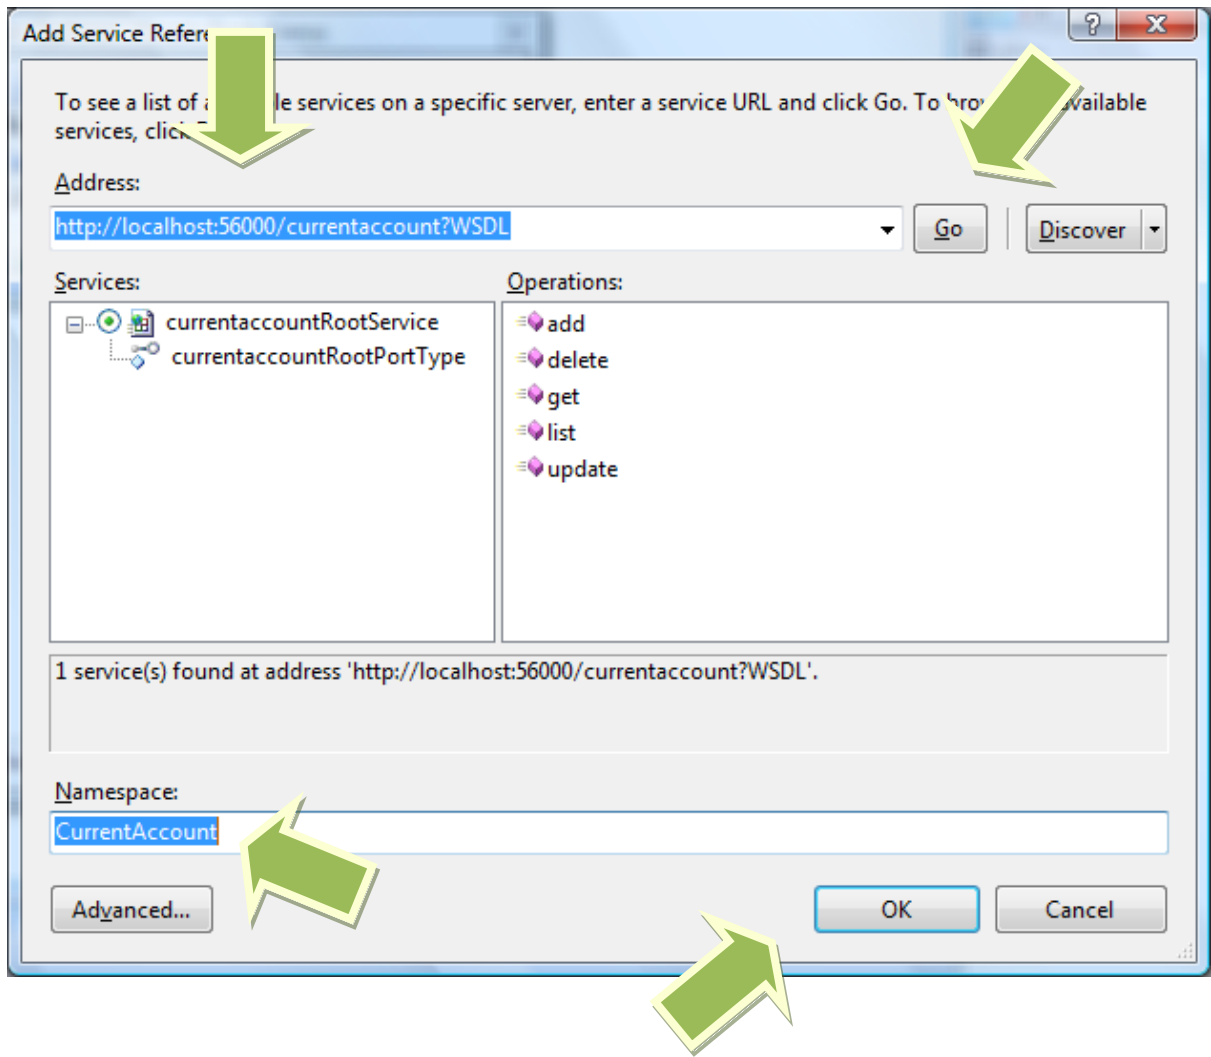 Add Service Refere
To see a list of a le services on a specific server, enter a service URL and click Go. To bro available
services, click
Address:
http://localhost:56000/currentaccount?WSDL
Go
Discover
Services:
Operations:
currentaccountRootService
currentaccountRootPortType
add
delete
get
list
update
1 service(s) found at address 'http://localhost:56000/currentaccount?WSDL'.
Namespace:
CurrentAccount
Advanced...
OK
Cancel